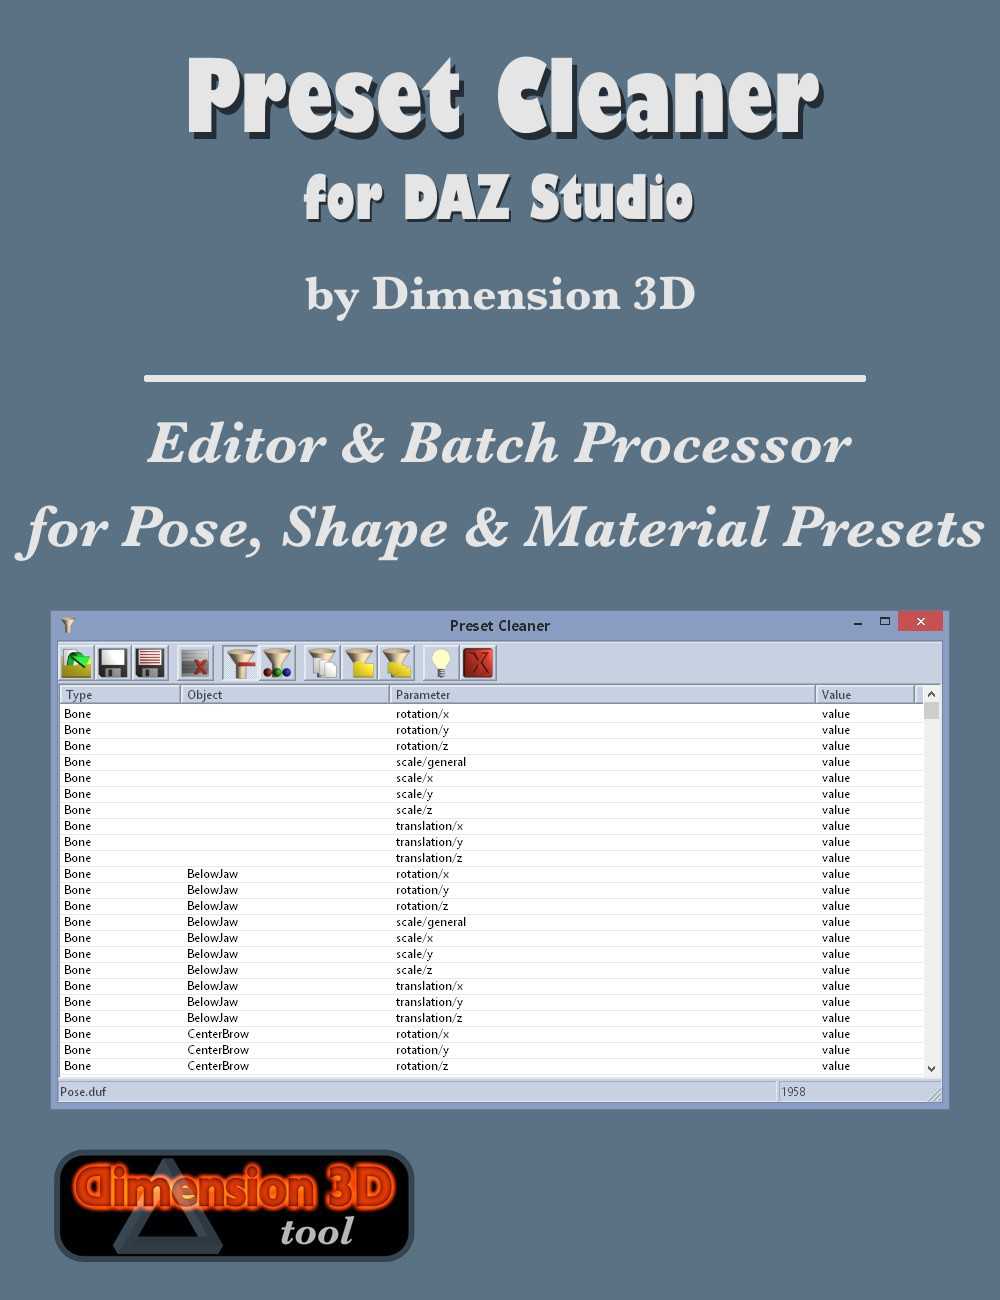 Preset Cleaner
for DAZ Studio
by Dimension 3D
Editor & Batch Processor
for Pose, Shape & Material Presets
Preset Cleaner
Type Object Parameter Value
Bone rotation/x value
Bone rotation/y value
Bone rotation/z value
Bone scale/general value
Bone scale/x value
Bone scale/y value
Bone scale/z value
Bone translation/x value
Bone translation/y value
Bone translation/z value
Bone BelowJaw rotation/x value
Bone BelowJaw rotation/y value
Bone BelowJaw rotation/z value
Bone BelowJaw scale/general value
Bone BelowJaw scale/x value
Bone BelowJaw scale/y value
Bone BelowJaw scale/z value
Bone BelowJaw translation/x value
Bone BelowJaw translation/y value
Bone BelowJaw translation/z value
Bone CenterBrow rotation/x value
Bone CenterBrow rotation/y value
Bone CenterBrow rotation/z value
Pose.duf 1958
Dimension 3D
tool